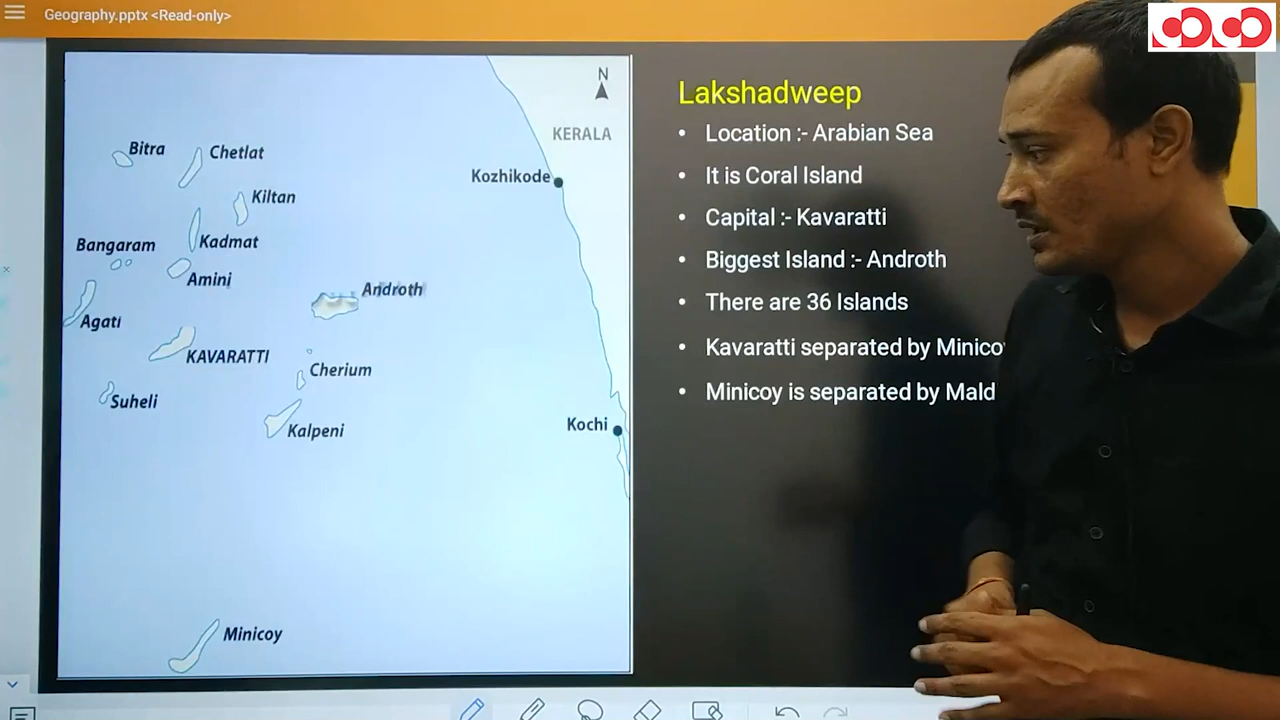 Geography.pptx <Read-only>
N
KERALA
Bitra
Chetlat
Kozhikode
Kiltan
Kadmat
Bangaram
Amini
Androth
Agati
KAVARATTI
Cherium
Suheli
Kochi
Kalpeni
Minicoy
Lakshadweep
• Location :- Arabian Sea
• It is Coral Island
• Capital :- Kavaratti
• Biggest Island :- Androth
• There are 36 Islands
• Kavaratti separated by
• Minicoy is separated by